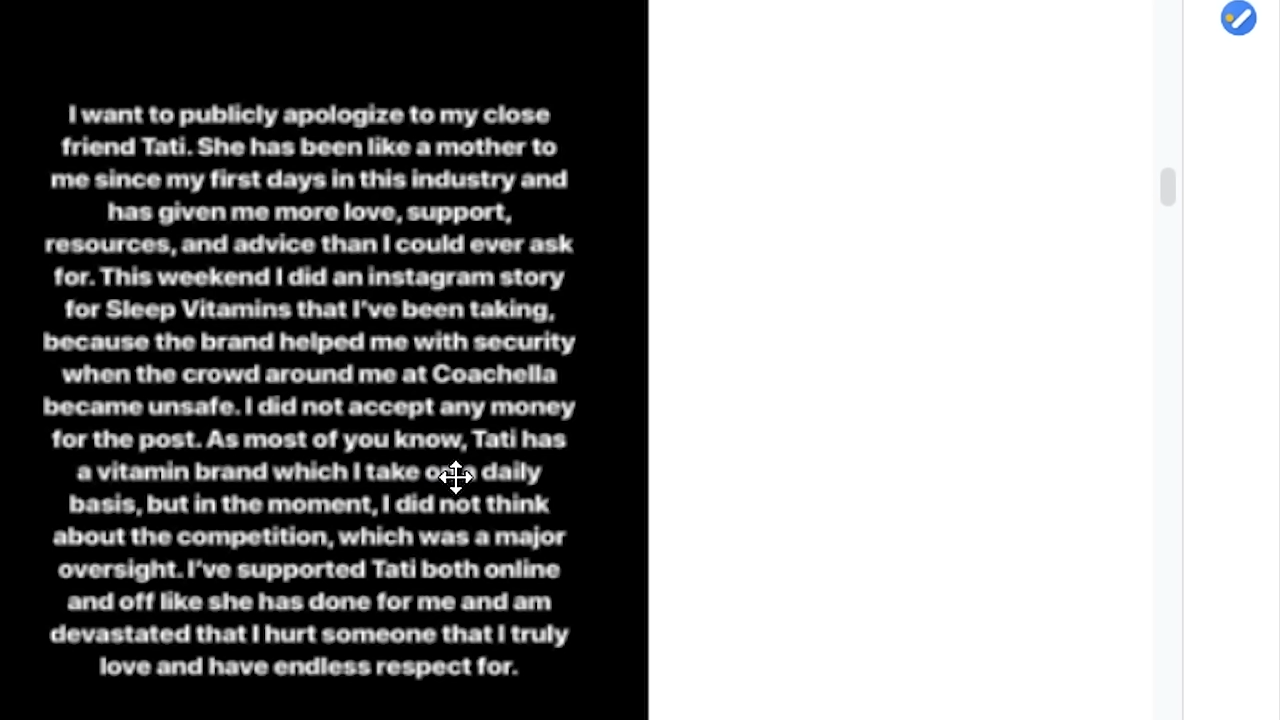 I want to publicly apologize to my close
friend Tati. She has been like a mother to
me since my first days in this industry and
has given me more love, support,
resources, and advice than I could ever ask
for. This weekend I did an instagram story
for Sleep Vitamins that I've been taking,
because the brand helped me with security
when the crowd around me at Coachella
became unsafe. I did not accept any money
for the post. As most of you know, Tati has
a vitamin brand which I take daily
basis, but in the moment, I did not think
about the competition, which was a major
oversight. I've supported Tati both online
and off like she has done for me and am
devastated that I hurt someone that I truly
love and have endless respect for.